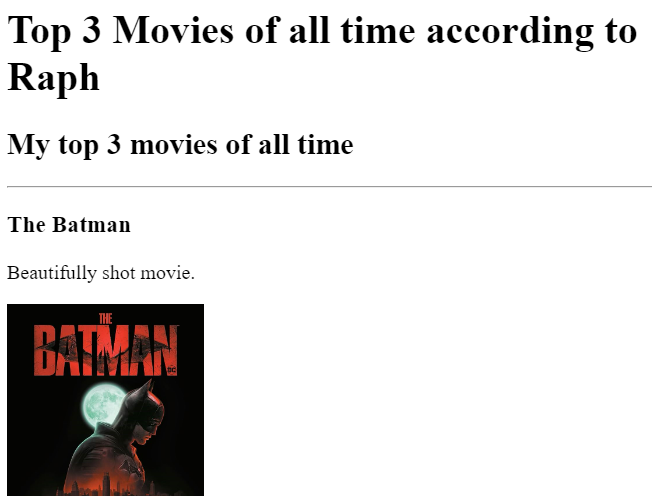 Top 3 Movies of all time according to
Raph
My top 3 movies of all time
The Batman
Beautifully shot movie.
THE
BATMAN
DC